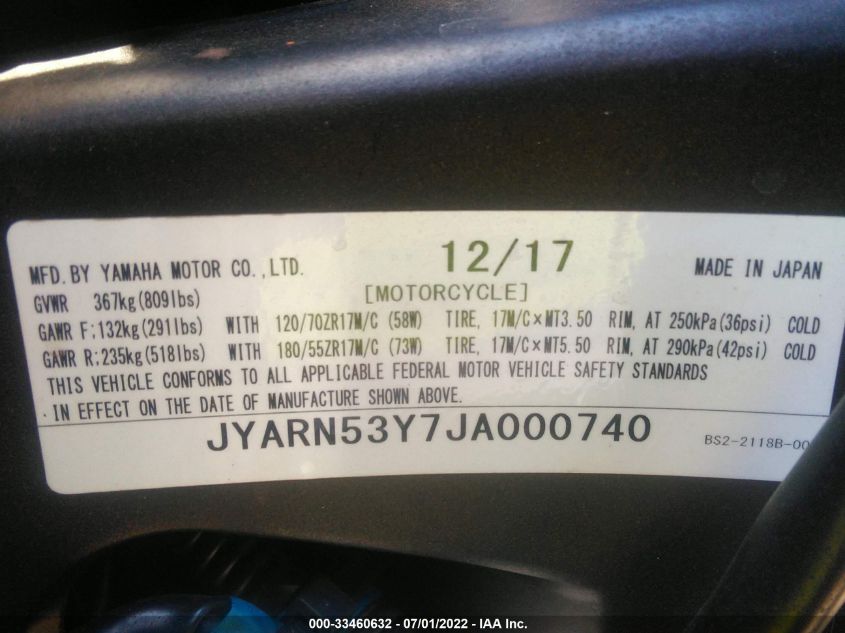 MFD. BY YAMAHA MOTOR CO., LTD. 12/17 MADE IN JAPAN
GVWR 367kg(809lbs) [MOTORCYCLE]
GAWR F:132kg(291lbs) WITH 120/70ZR17M/C (58W) TIRE, 17M/C×MT3.50 RIM, AT 250kPa(36psi) COLD
GAWR R:235kg(518lbs) WITH 180/55ZR17M/C (73W) TIRE, 17M/C×MT5.50 RIM, AT 290kPa(42psi) COLD
THIS VEHICLE CONFORMS TO ALL APPLICABLE FEDERAL MOTOR VEHICLE SAFETY STANDARDS
IN EFFECT ON THE DATE OF MANUFACTURE SHOWN ABOVE.
JYARN53Y7JA000740 BS2-2118B-00
000-33460632 - 07/01/2022 - IAA Inc.